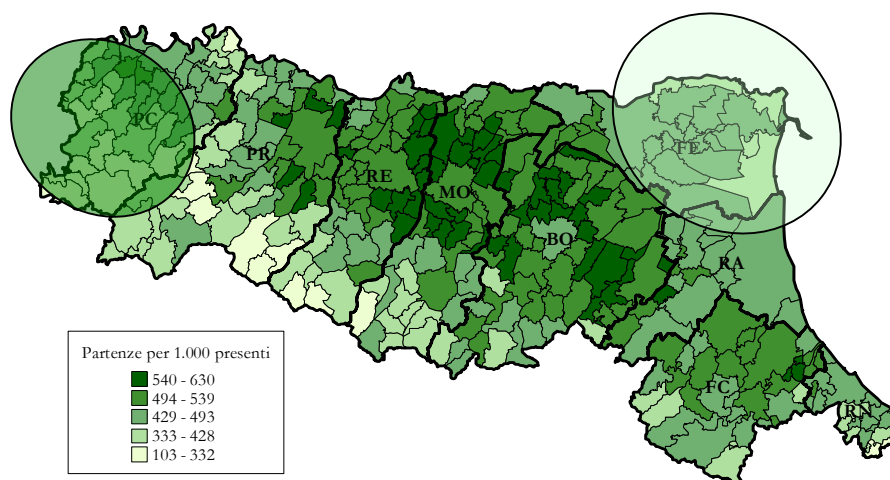 PC
PR
RE
MO
BO
FE
RA
FC
RN
Partenze per 1.000 presenti
540 - 630
494 - 539
429 - 493
333 - 428
103 - 332